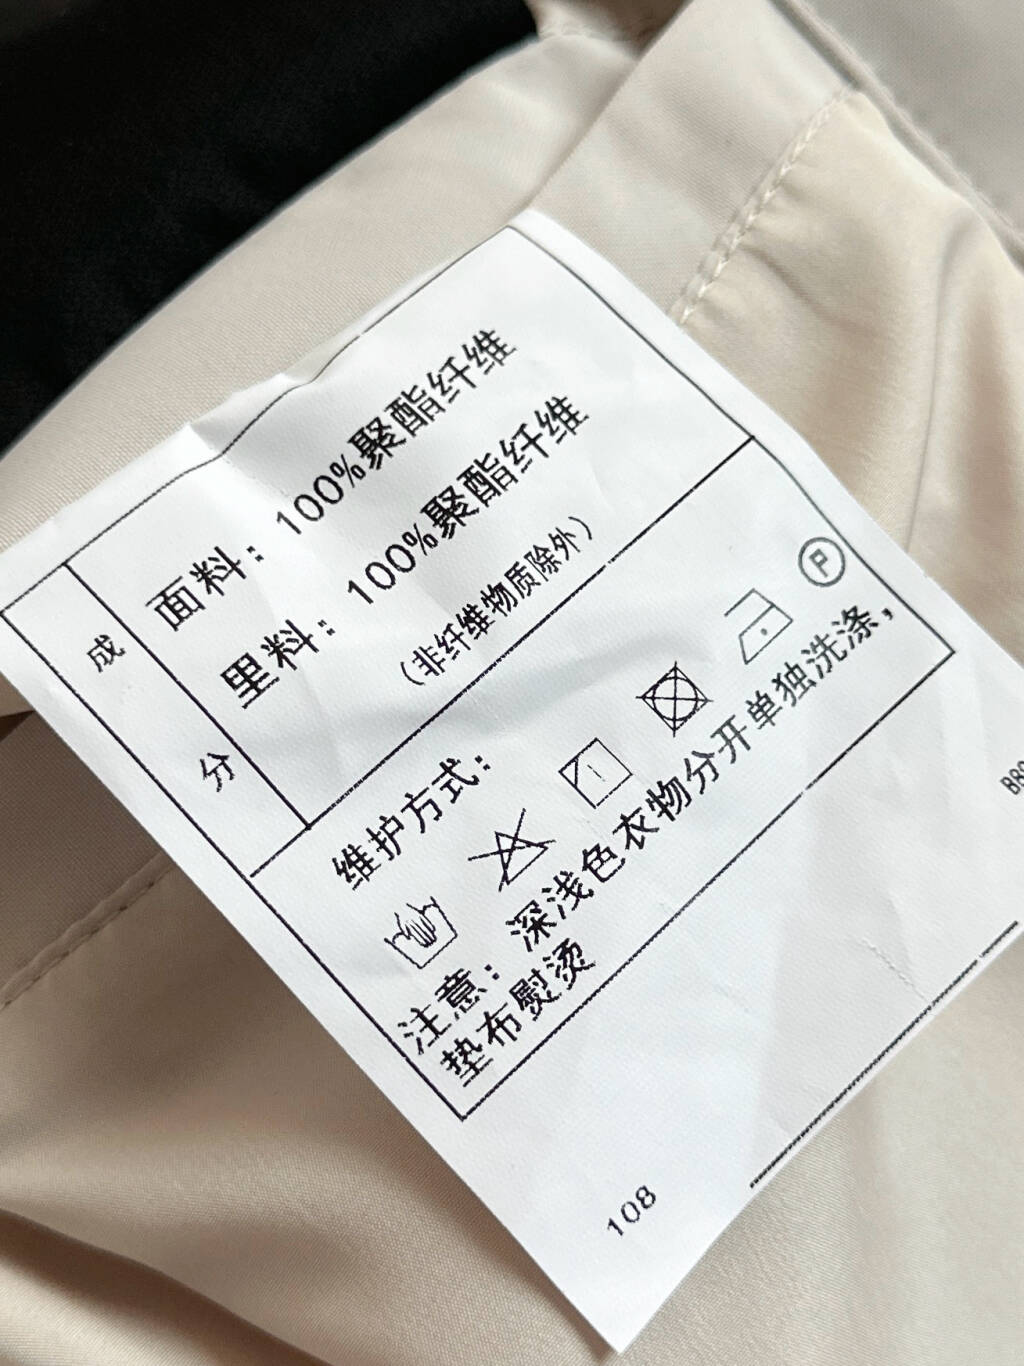 成分
面料：100%聚酯纤维
里料：100%聚酯纤维
（非纤维物质除外）
维护方式：
P
注意：深浅色衣物分开单独洗涤，
垫布熨烫
108